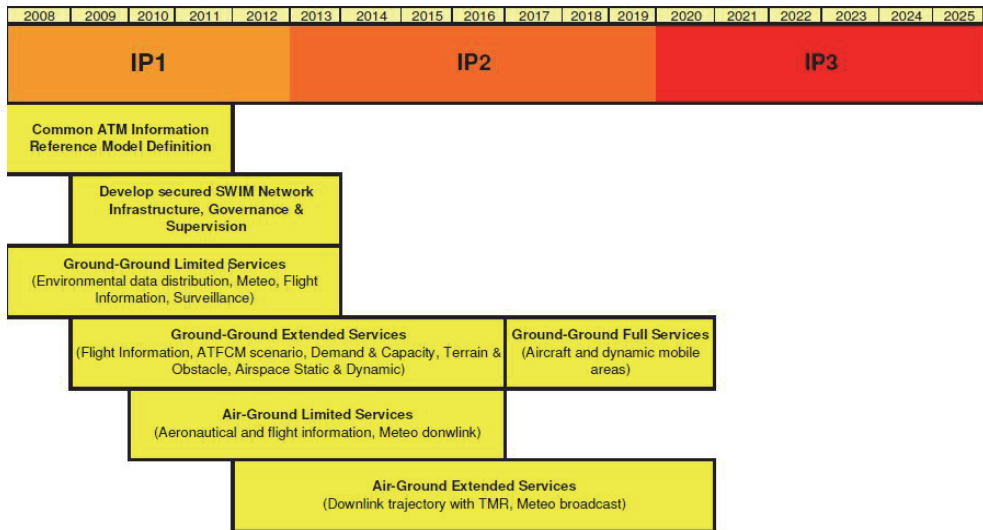 2008 2009 2010 2011 2012 2013 2014 2015 2016 2017 2018 2019 2020 2021 2022 2023 2024 2025
IP1 IP2 IP3
Common ATM Information
Reference Model Definition
Develop secured SWIM Network
Infrastructure, Governance &
Supervision
Ground-Ground Limited Services
(Environmental data distribution, Meteo, Flight
Information, Surveillance)
Ground-Ground Extended Services
(Flight Information, ATFCM scenario, Demand & Capacity, Terrain &
Obstacle, Airspace Static & Dynamic)
Ground-Ground Full Services
(Aircraft and dynamic mobile
areas)
Air-Ground Limited Services
(Aeronautical and flight information, Meteo donwlink)
Air-Ground Extended Services
(Downlink trajectory with TMR, Meteo broadcast)